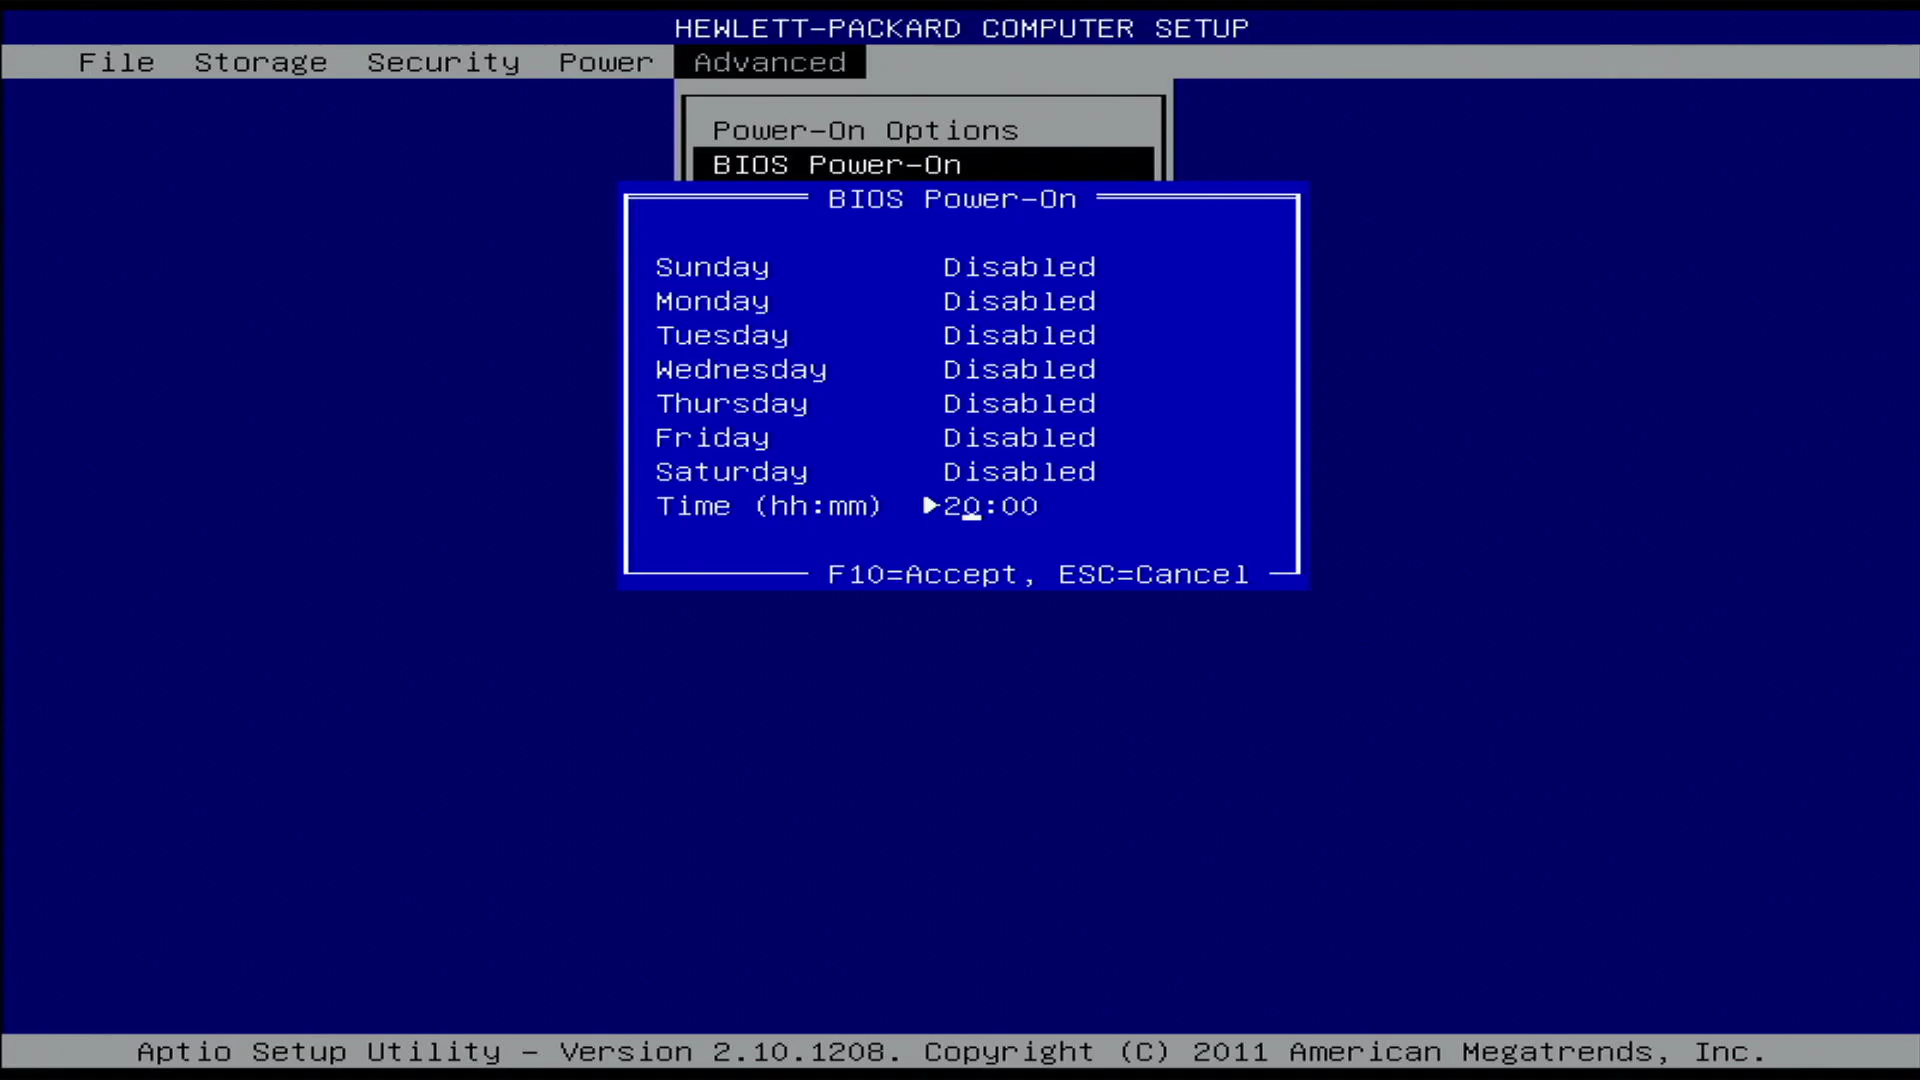 HEWLETT-PACKARD COMPUTER SETUP
File Storage Security Power Advanced
Power-On Options
BIOS Power-On
BIOS Power-On
Sunday Disabled
Monday Disabled
Tuesday Disabled
Wednesday Disabled
Thursday Disabled
Friday Disabled
Saturday Disabled
Time (hh:mm) ►20:00
F10=Accept, ESC=Cancel
Aptio Setup Utility - Version 2.10.1208. Copyright (C) 2011 American Megatrends, Inc.